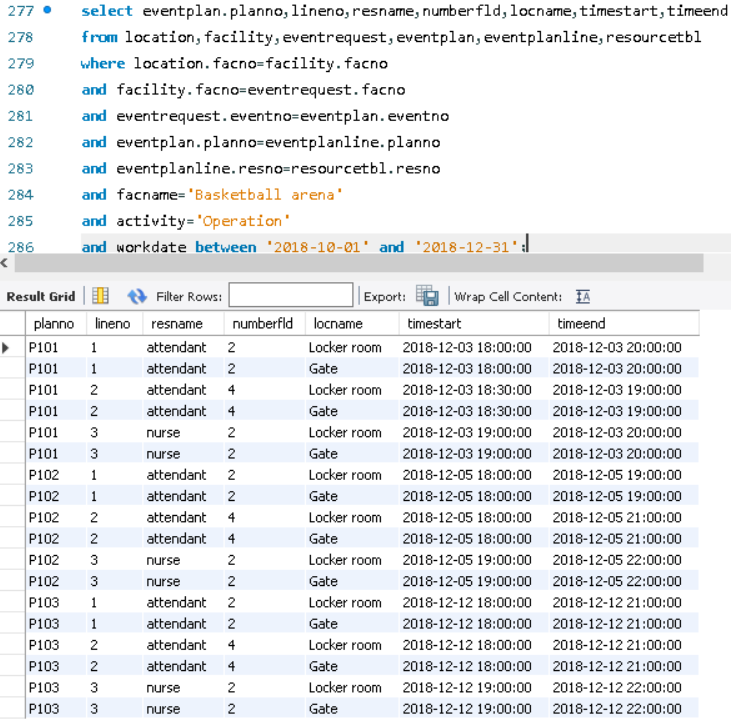 277 select eventplan.planno,lineno,resname,numberfld,locname,timestart,timeend
278 from location,facility,eventrequest,eventplan,eventplanline,resourcetbl
279 where location.facno=facility.facno
280 and facility.facno=eventrequest.facno
281 and eventrequest.eventno=eventplan.eventno
282 and eventplan.planno=eventplanline.planno
283 and eventplanline.resno=resourcetbl.resno
284 and facname='Basketball arena'
285 and activity='Operation'
286 and workdate between '2018-10-01' and '2018-12-31';
Result Grid Filter Rows: Export: Wrap Cell Content: IA
planno lineno resname numberfld locname timestart timeend
P101 1 attendant 2 Locker room 2018-12-03 18:00:00 2018-12-03 20:00:00
P101 1 attendant 2 Gate 2018-12-03 18:00:00 2018-12-03 20:00:00
P101 2 attendant 4 Locker room 2018-12-03 18:30:00 2018-12-03 19:00:00
P101 2 attendant 4 Gate 2018-12-03 18:30:00 2018-12-03 19:00:00
P101 3 nurse 2 Locker room 2018-12-03 19:00:00 2018-12-03 20:00:00
P101 3 nurse 2 Gate 2018-12-03 19:00:00 2018-12-03 20:00:00
P102 1 attendant 2 Locker room 2018-12-05 18:00:00 2018-12-05 19:00:00
P102 1 attendant 2 Gate 2018-12-05 18:00:00 2018-12-05 19:00:00
P102 2 attendant 4 Locker room 2018-12-05 18:00:00 2018-12-05 21:00:00
P102 2 attendant 4 Gate 2018-12-05 18:00:00 2018-12-05 21:00:00
P102 3 nurse 2 Locker room 2018-12-05 19:00:00 2018-12-05 22:00:00
P102 3 nurse 2 Gate 2018-12-05 19:00:00 2018-12-05 22:00:00
P103 1 attendant 2 Locker room 2018-12-12 18:00:00 2018-12-12 21:00:00
P103 1 attendant 2 Gate 2018-12-12 18:00:00 2018-12-12 21:00:00
P103 2 attendant 4 Locker room 2018-12-12 18:00:00 2018-12-12 21:00:00
P103 2 attendant 4 Gate 2018-12-12 18:00:00 2018-12-12 21:00:00
P103 3 nurse 2 Locker room 2018-12-12 19:00:00 2018-12-12 22:00:00
P103 3 nurse 2 Gate 2018-12-12 19:00:00 2018-12-12 22:00:00